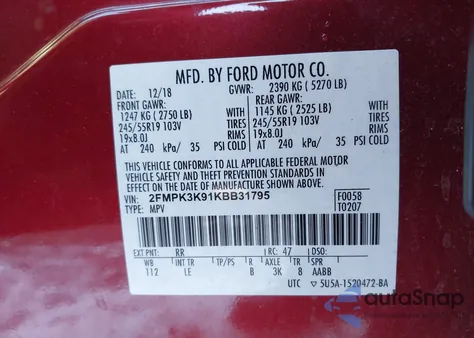 MFD. BY FORD MOTOR CO.
DATE: 12/18 GVWR: 2390 KG ( 5270 LB)
FRONT GAWR: REAR GAWR:
1247 KG ( 2750 LB) WITH 1145 KG ( 2525 LB) WITH
245/55R19 103V TIRES 245/55R19 103V TIRES
19x8.0J RIMS 19x8.0J RIMS
AT 240 kPa/ 35 PSI COLD AT 240 kPa/ 35 PSI COLD
THIS VEHICLE CONFORMS TO ALL APPLICABLE FEDERAL MOTOR
VEHICLE SAFETY AND THEFT PREVENTION STANDARDS IN EFFECT
ON THE DATE OF MANUFACTURE SHOWN ABOVE.
VIN: 2FMPK3K91KBB31795 F0058
TYPE: MPV T0207
EXT PNT: RR RC: 47 DSO:
WB INT TR TP/PS R AXLE TR SPR
112 LE B 3K 8 AABB
UTC ▽5U5A-1520472-BA
autoSnap